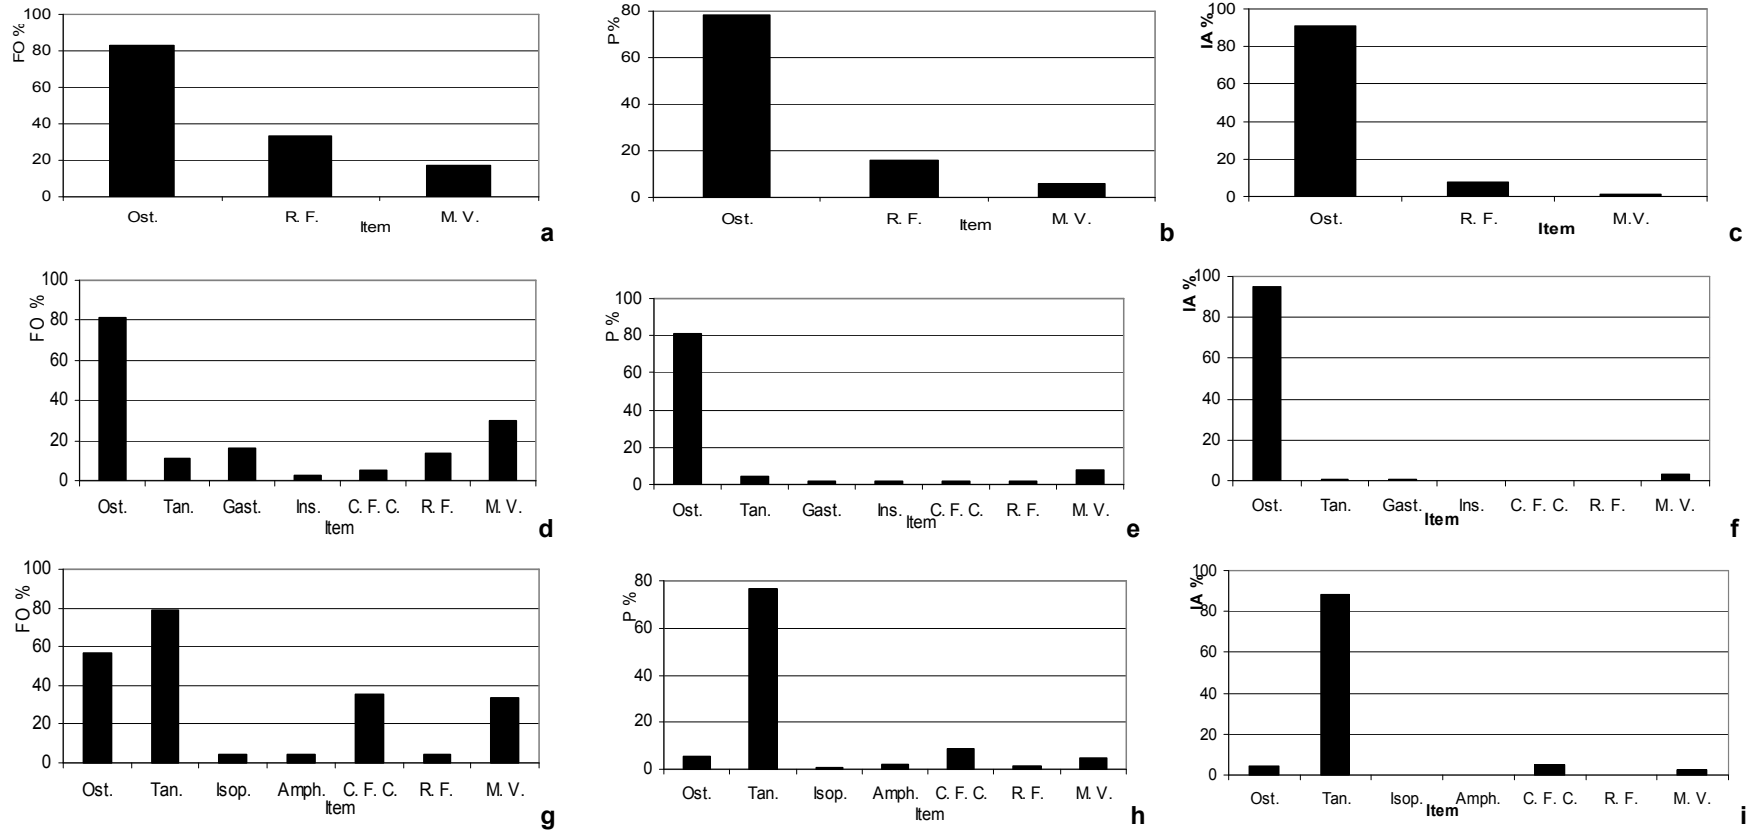 FO %
100
80
60
40
20
0
Ost. R. F. M. V.
Item
a
P %
80
60
40
20
0
Ost. R. F. M. V.
Item
b
IA %
100
80
60
40
20
0
Ost. R. F. M.V.
Item
c
FO %
100
80
60
40
20
0
Ost. Tan. Gast. Ins. C. F. C. R. F. M. V.
Item
d
P %
100
80
60
40
20
0
Ost. Tan. Gast. Ins. C. F. C. R. F. M. V.
Item
e
IA %
100
80
60
40
20
0
Ost. Tan. Gast. Ins. C. F. C. R. F. M. V.
Item
f
FO %
100
80
60
40
20
0
Ost. Tan. Isop. Amph. C. F. C. R. F. M. V.
Item
g
P %
80
60
40
20
0
Ost. Tan. Isop. Amph. C. F. C. R. F. M. V.
Item
h
IA %
100
80
60
40
20
0
Ost. Tan. Isop. Amph. C. F. C. R. F. M. V.
Item
i